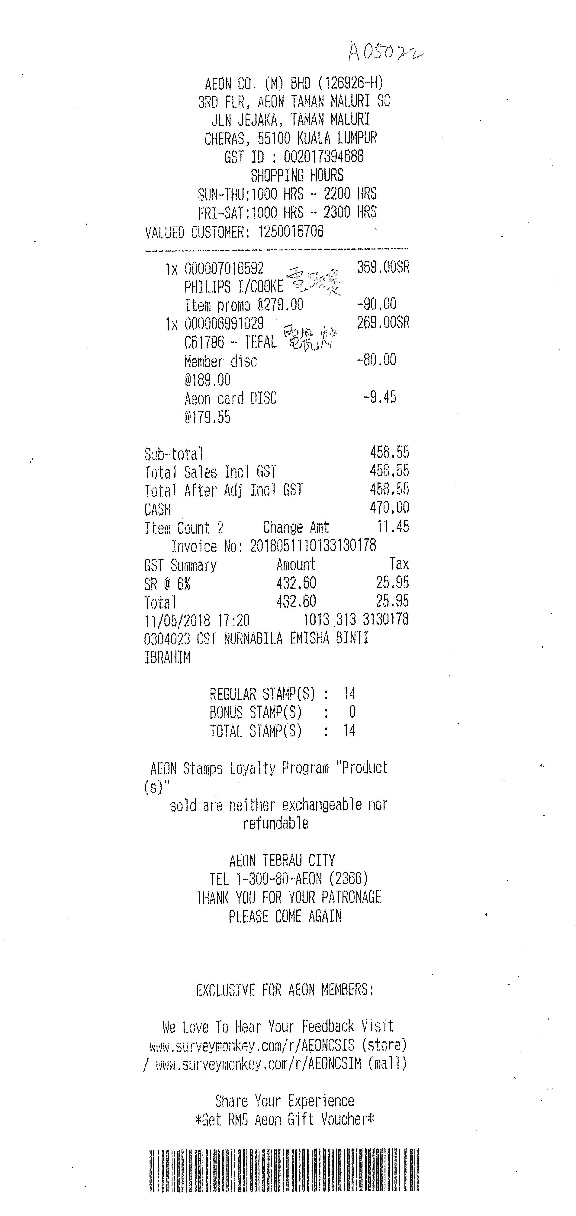 A05022
AEON CO. (M) BHD (126926-H)
3RD FLR, AEON TAMAN MALURI SC
JLN JEJAKA, TAMAN MALURI
CHERAS, 55100 KUALA LUMPUR
GST ID : 002017394688
SHOPPING HOURS
SUN-THU:1000 HRS - 2200 HRS
FRI-SAT:1000 HRS - 2300 HRS
VALUED CUSTOMER: 1250016706
1x 000007016592 369.00SR
PHILIPS I/COOKE
Item promo @279.00 -90.00
1x 000006991029 269.00SR
C61786 - TEFAL
Member disc -80.00
@189.00
Aeon card DISC -9.45
@179.55
Sub-total 458.55
Total Sales Incl GST 458.55
Total After Adj Incl GST 458.55
CASH 470.00
Item Count 2 Change Amt 11.45
Invoice No: 2018051110133130178
GST Summary Amount Tax
SR @ 6% 432.60 25.95
Total 432.60 25.95
11/05/2018 17:20 1013 313 3130178
0304023 CST NURNABILA EMISHA BINTI
IBRAHIM
REGULAR STAMP(S) : 14
BONUS STAMP(S) : 0
TOTAL STAMP(S) : 14
AEON Stamps Loyalty Program "Product
(s)"
sold are neither exchangeable nor
refundable
AEON TEBRAU CITY
TEL 1-300-80-AEON (2366)
THANK YOU FOR YOUR PATRONAGE
PLEASE COME AGAIN
EXCLUSIVE FOR AEON MEMBERS:
We Love To Hear Your Feedback Visit
www.surveymonkey.com/r/AEONCSIS (store)
/ www.surveymonkey.com/r/AEONCSIM (mall)
Share Your Experience
*Get RM5 Aeon Gift Voucher*